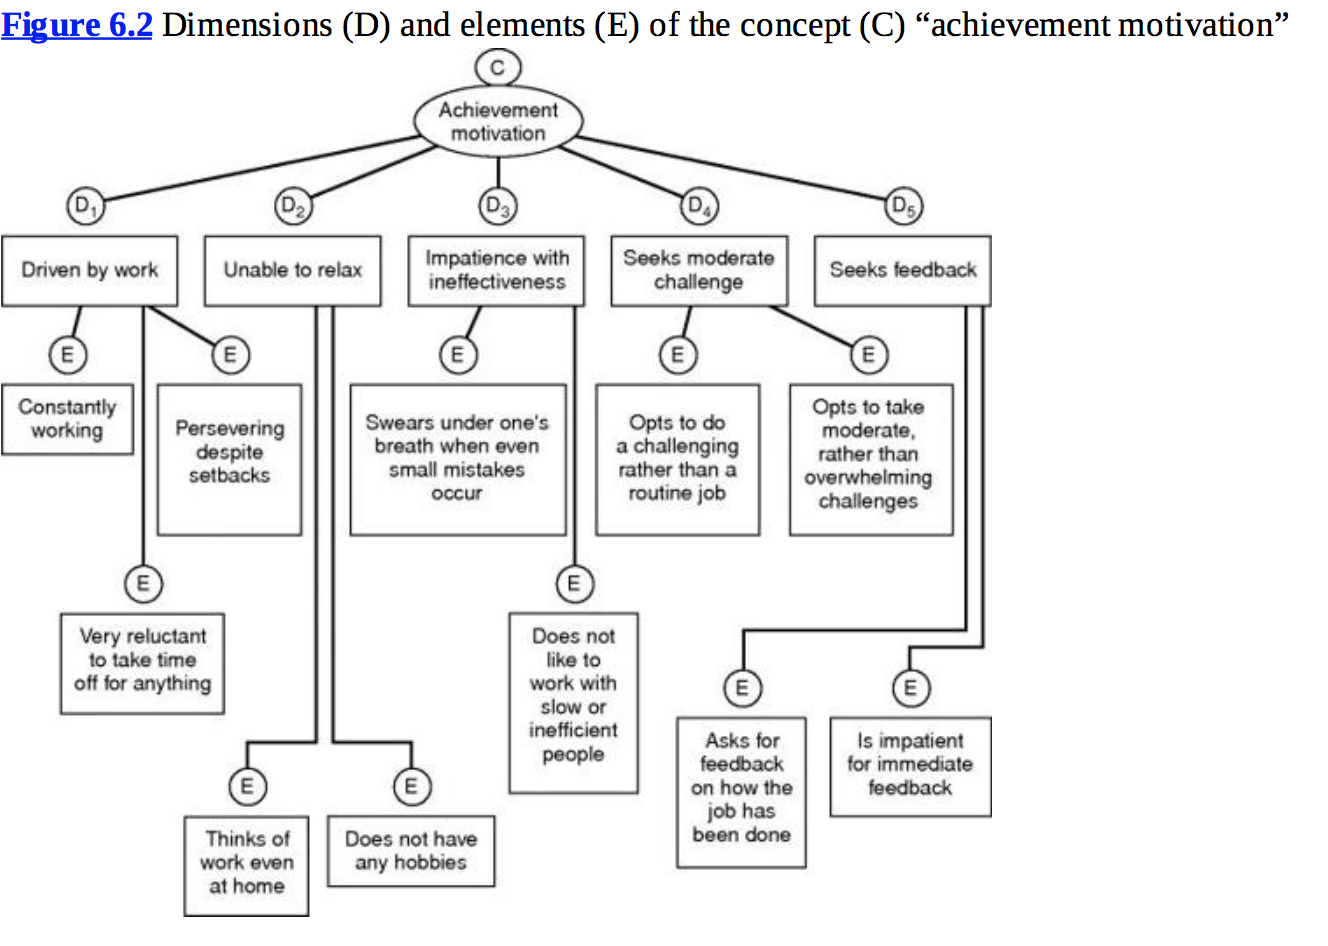 Figure 6.2 Dimensions (D) and elements (E) of the concept (C) “achievement motivation”
C
Achievement
motivation
D1
D2
D3
D4
D5
Driven by work
Unable to relax
Impatience with
ineffectiveness
Seeks moderate
challenge
Seeks feedback
E
E
E
E
E
Constantly
working
Persevering
despite
setbacks
Swears under one's
breath when even
small mistakes
occur
Opts to do
a challenging
rather than a
routine job
Opts to take
moderate,
rather than
overwhelming
challenges
E
E
Very reluctant
to take time
off for anything
Does not
like to
work with
slow or
inefficient
people
E
E
Asks for
feedback
on how the
job has
been done
Is impatient
for immediate
feedback
E
E
Thinks of
work even
at home
Does not have
any hobbies